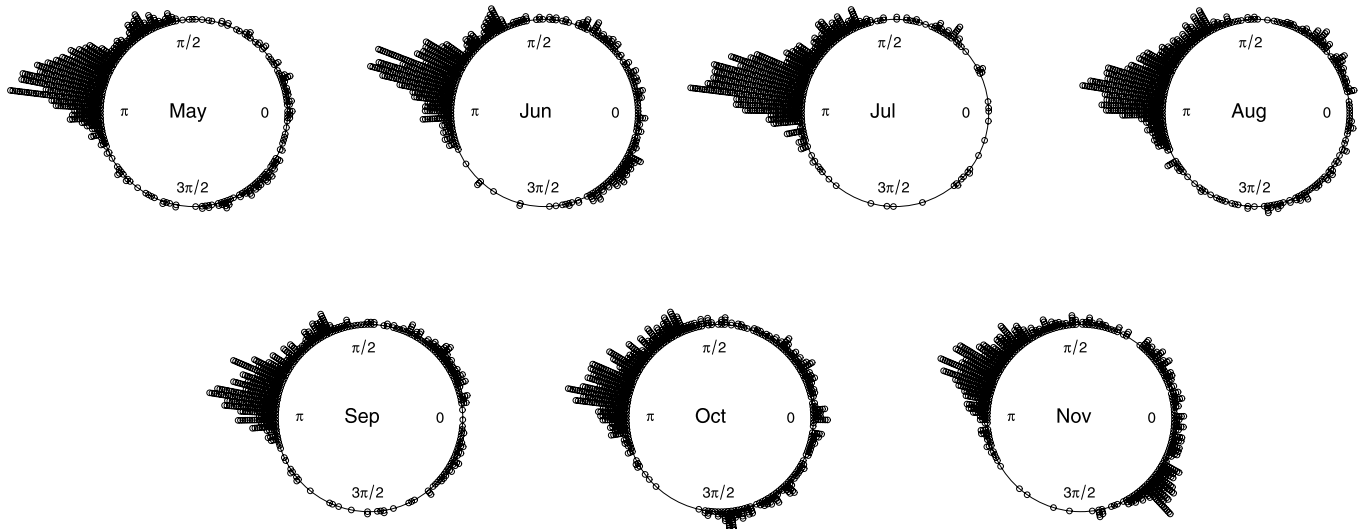 π/2 π/2 π/2 π/2
π May 0 π Jun 0 π Jul 0 π Aug 0
3π/2 3π/2 3π/2 3π/2
π/2 π/2 π/2
π Sep 0 π Oct 0 π Nov 0
3π/2 3π/2 3π/2